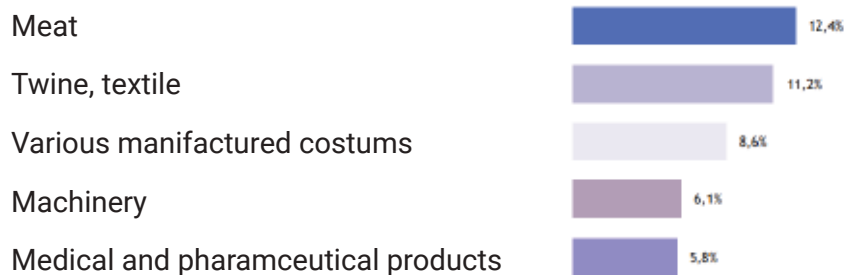 Meat 12,4%
Twine, textile 11,2%
Various manifactured costums 8,6%
Machinery 6,1%
Medical and pharamceutical products 5,8%